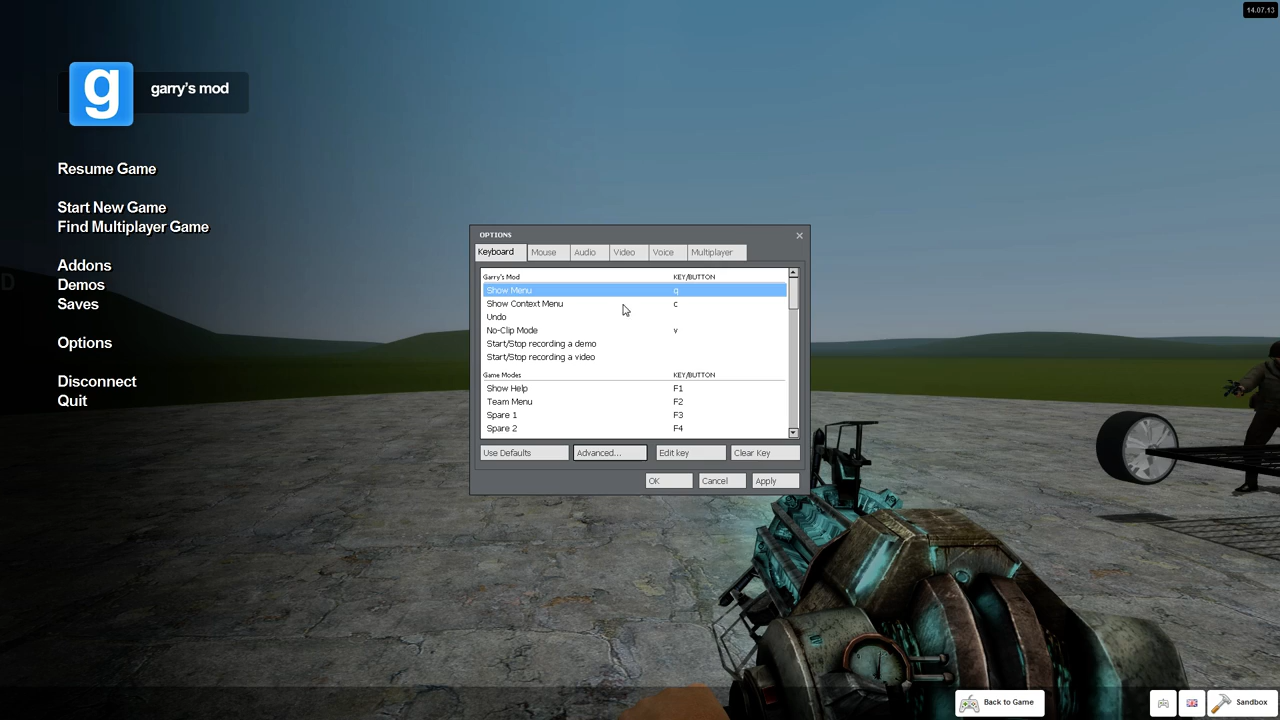 14.07.13
g
garry's mod
Resume Game
Start New Game
Find Multiplayer Game
Addons
Demos
Saves
Options
Disconnect
Quit
OPTIONS
Keyboard Mouse Audio Video Voice Multiplayer
Garry's Mod KEY/BUTTON
Show Menu q
Show Context Menu c
Undo
No-Clip Mode v
Start/Stop recording a demo
Start/Stop recording a video
Game Modes KEY/BUTTON
Show Help F1
Team Menu F2
Spare 1 F3
Spare 2 F4
Use Defaults Advanced... Edit key Clear Key
OK Cancel Apply
Back to Game Sandbox